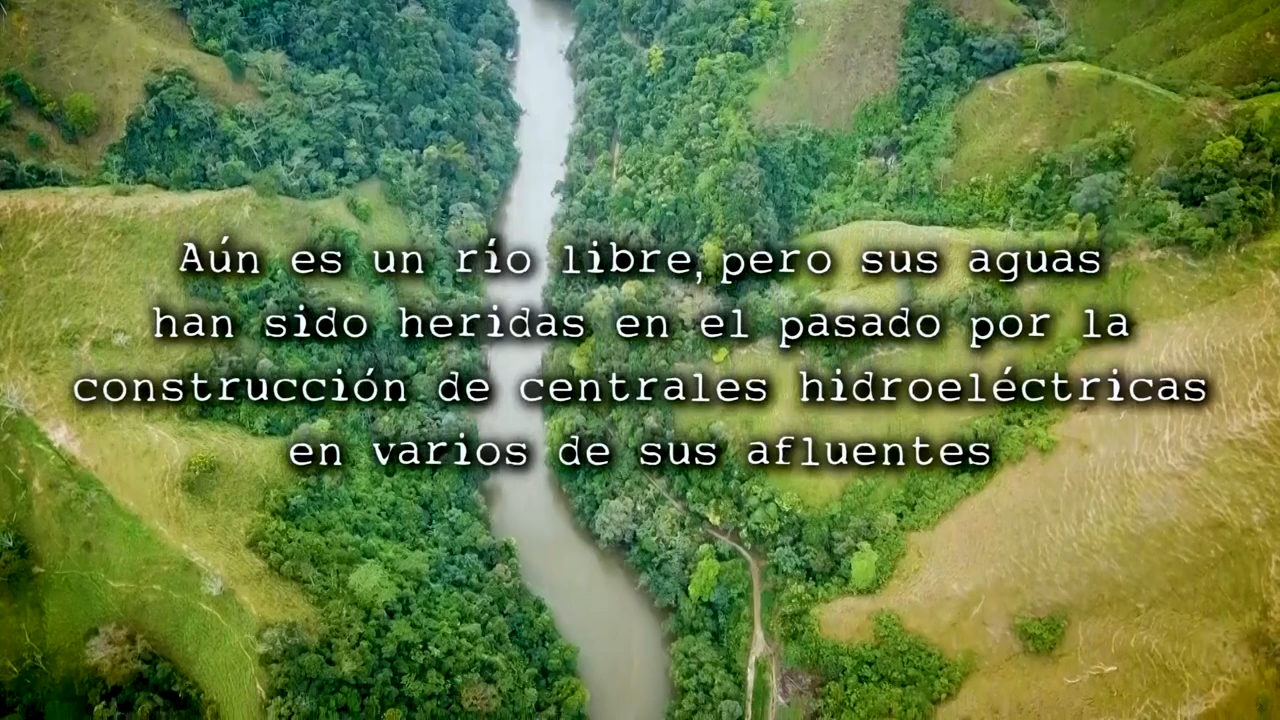 Aún es un río libre, pero sus aguas
han sido heridas en el pasado por la
construcción de centrales hidroeléctricas
en varios de sus afluentes